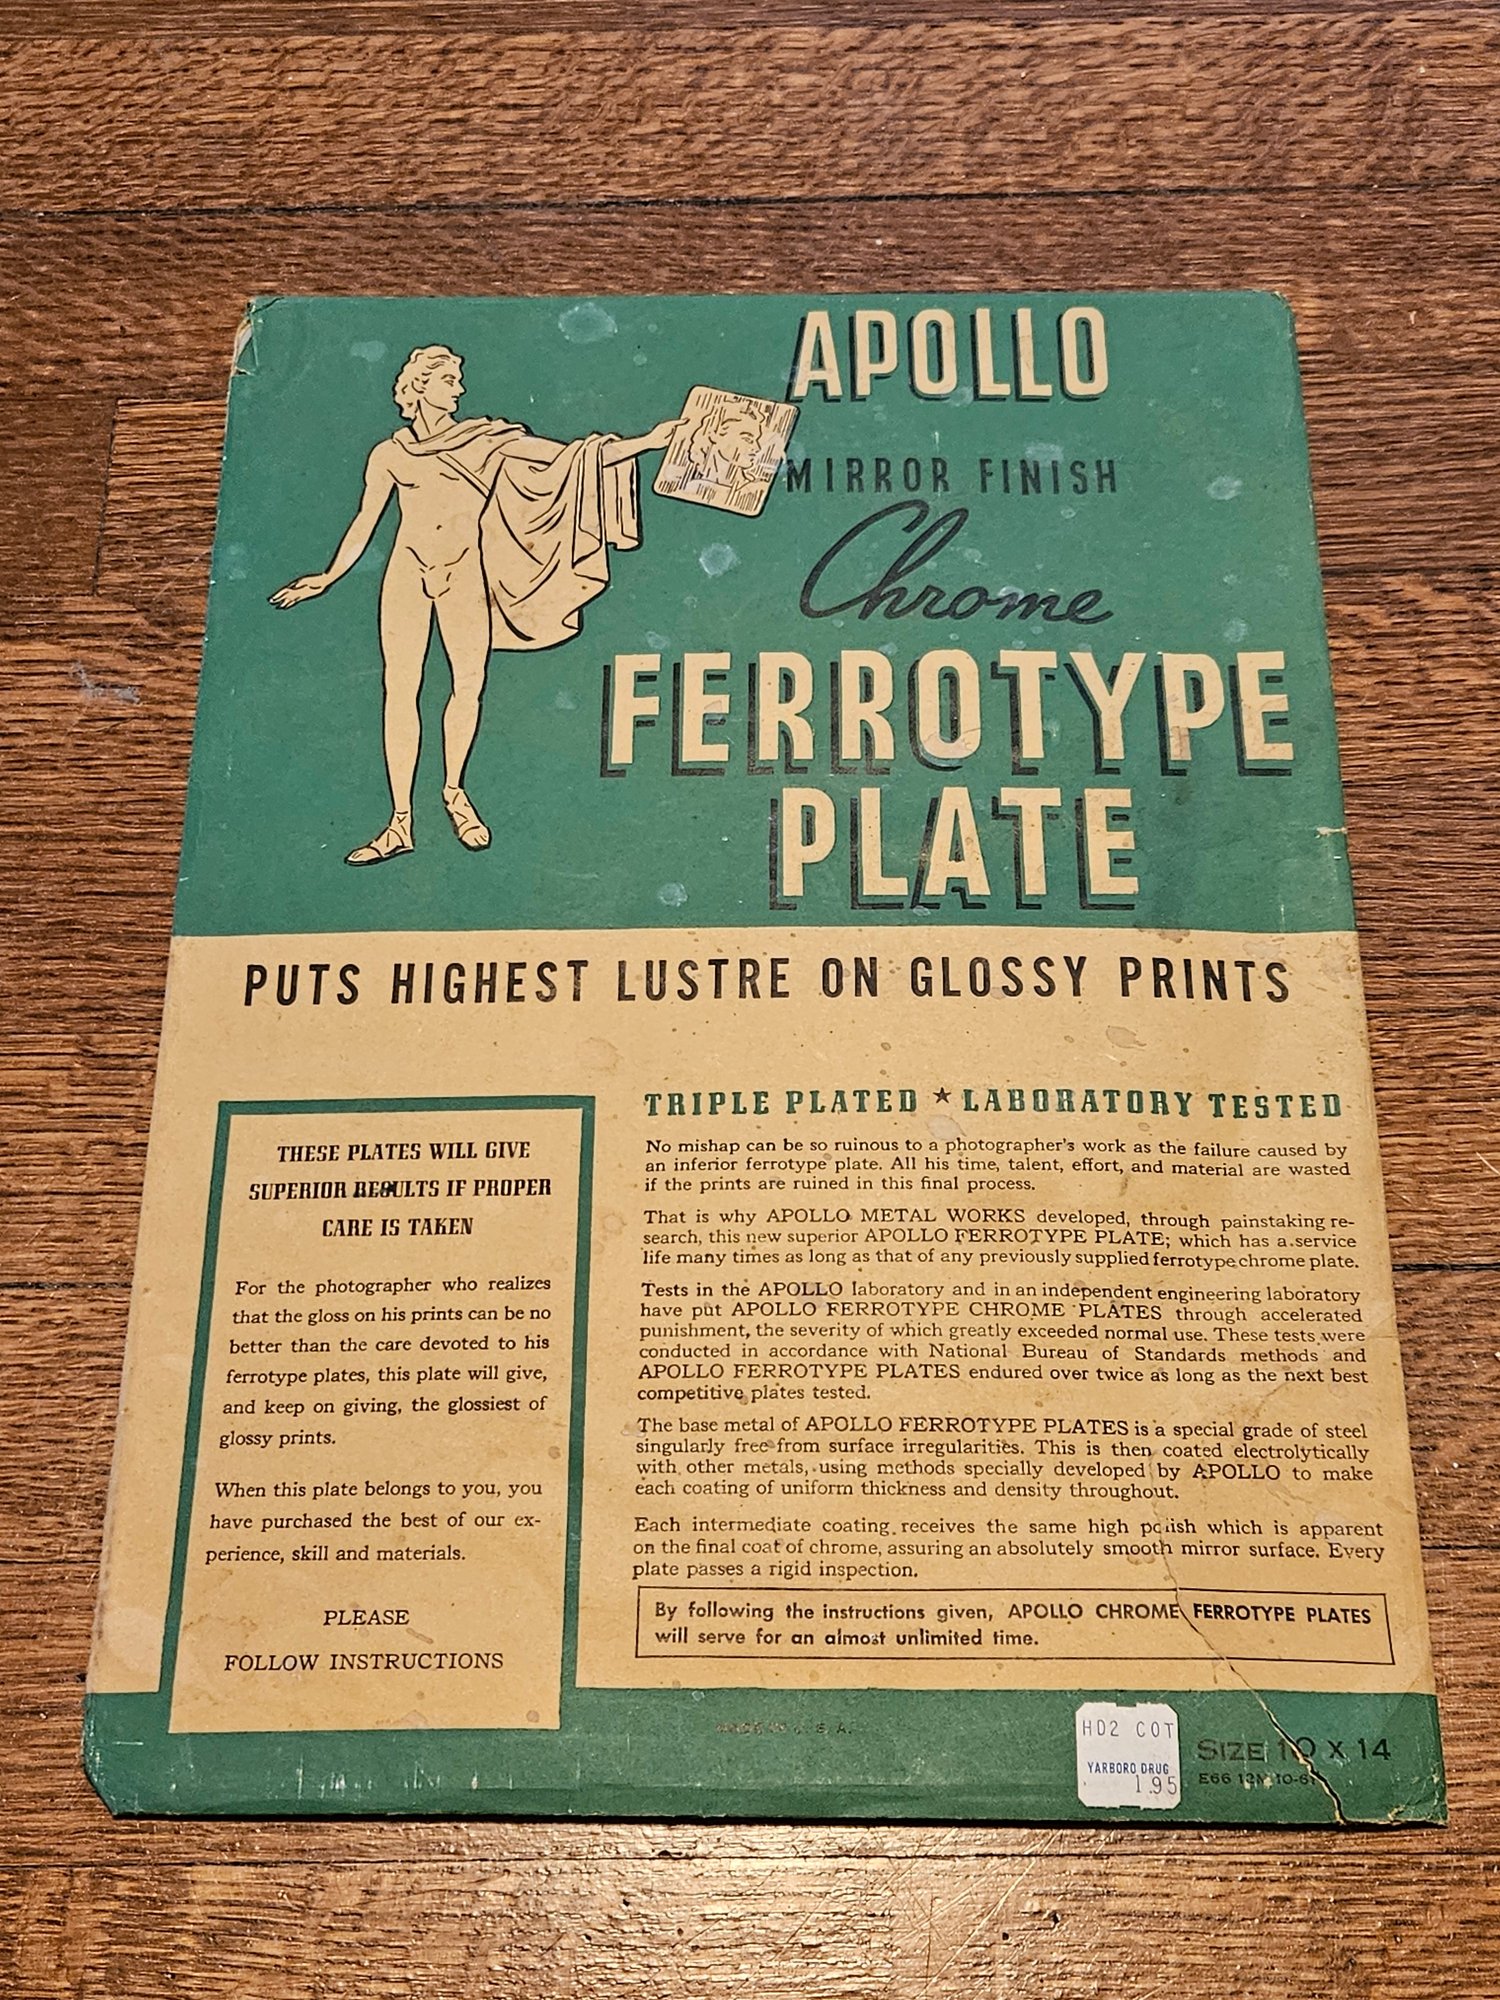 APOLLO
MIRROR FINISH
Chrome
FERROTYPE
PLATE
PUTS HIGHEST LUSTRE ON GLOSSY PRINTS
THESE PLATES WILL GIVE
SUPERIOR RESULTS IF PROPER
CARE IS TAKEN
For the photographer who realizes
that the gloss on his prints can be no
better than the care devoted to his
ferrotype plates, this plate will give,
and keep on giving, the glossiest of
glossy prints.
When this plate belongs to you, you
have purchased the best of our ex-
perience, skill and materials.
PLEASE
FOLLOW INSTRUCTIONS
TRIPLE PLATED ★ LABORATORY TESTED
No mishap can be so ruinous to a photographer's work as the failure caused by
an inferior ferrotype plate. All his time, talent, effort, and material are wasted
if the prints are ruined in this final process.
That is why APOLLO METAL WORKS developed, through painstaking re-
search, this new superior APOLLO FERROTYPE PLATE; which has a service
life many times as long as that of any previously supplied ferrotype chrome plate.
Tests in the APOLLO laboratory and in an independent engineering laboratory
have put APOLLO FERROTYPE CHROME PLATES through accelerated
punishment, the severity of which greatly exceeded normal use. These tests were
conducted in accordance with National Bureau of Standards methods and
APOLLO FERROTYPE PLATES endured over twice as long as the next best
competitive plates tested.
The base metal of APOLLO FERROTYPE PLATES is a special grade of steel
singularly free from surface irregularities. This is then coated electrolytically
with other metals, using methods specially developed by APOLLO to make
each coating of uniform thickness and density throughout.
Each intermediate coating receives the same high polish which is apparent
on the final coat of chrome, assuring an absolutely smooth mirror surface. Every
plate passes a rigid inspection.
By following the instructions given, APOLLO CHROME FERROTYPE PLATES
will serve for an almost unlimited time.
MADE IN U. S. A.
HD2 COT
YARBORO DRUG
1.95
SIZE 10 X 14
E66 12M